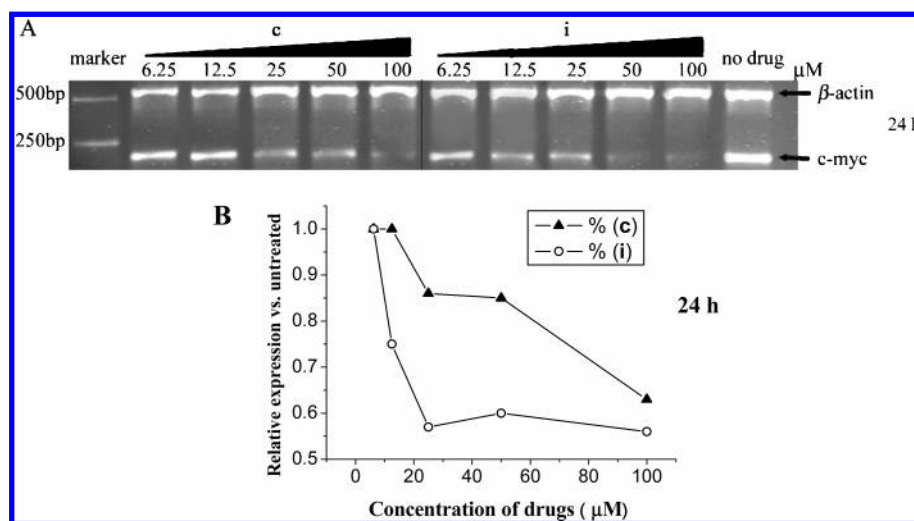 A
c
i
marker
6.25 12.5 25 50 100
6.25 12.5 25 50 100
no drug
μM
500bp
β-actin
250bp
24 h
c-myc
B
Relative expression vs. untreated
1.0
0.9
0.8
0.7
0.6
0.5
% (c)
% (i)
24 h
0 20 40 60 80 100
Concentration of drugs ( μM)